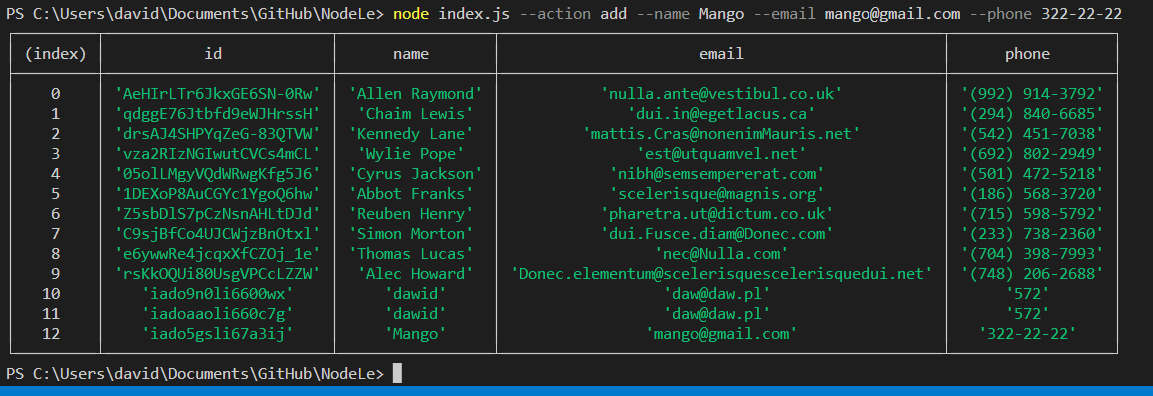 PS C:\Users\david\Documents\GitHub\NodeLe> node index.js --action add --name Mango --email mango@gmail.com --phone 322-22-22
(index) id name email phone
0 'AeHIrLTr6JkxGE6SN-0Rw' 'Allen Raymond' 'nulla.ante@vestibul.co.uk' '(992) 914-3792'
1 'qdggE76Jtbfd9eWJHrssH' 'Chaim Lewis' 'dui.in@egetlacus.ca' '(294) 840-6685'
2 'drsAJ4SHPYqZeG-83QTVW' 'Kennedy Lane' 'mattis.Cras@nonenimMauris.net' '(542) 451-7038'
3 'vza2RIzNGIwutCVCs4mCL' 'Wylie Pope' 'est@utquamvel.net' '(692) 802-2949'
4 '05olLMgyVQdWRwgKfg5J6' 'Cyrus Jackson' 'nibh@semsempererat.com' '(501) 472-5218'
5 '1DEXoP8AuCGYc1YgoQ6hw' 'Abbot Franks' 'scelerisque@magnis.org' '(186) 568-3720'
6 'Z5sbDlS7pCzNsnAHLtDJd' 'Reuben Henry' 'pharetra.ut@dictum.co.uk' '(715) 598-5792'
7 'C9sjBfCo4UJCWjzBnOtxl' 'Simon Morton' 'dui.Fusce.diam@Donec.com' '(233) 738-2360'
8 'e6ywwRe4jcqxXfCZOj_1e' 'Thomas Lucas' 'nec@Nulla.com' '(704) 398-7993'
9 'rsKkOQUi80UsgVPCcLZZW' 'Alec Howard' 'Donec.elementum@scelerisquescelerisquedui.net' '(748) 206-2688'
10 'iado9n0li6600wx' 'dawid' 'daw@daw.pl' '572'
11 'iadoaaoli660c7g' 'dawid' 'daw@daw.pl' '572'
12 'iado5gsli67a3ij' 'Mango' 'mango@gmail.com' '322-22-22'
PS C:\Users\david\Documents\GitHub\NodeLe>